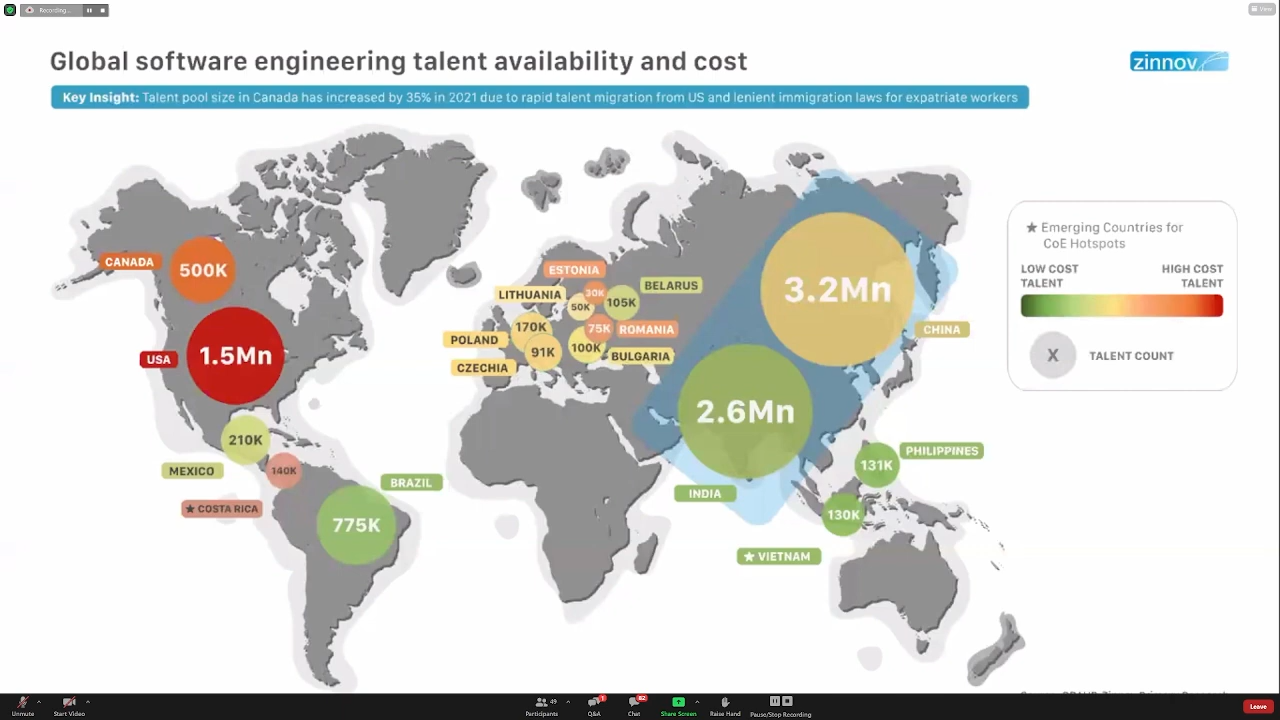 Recording...
View
Global software engineering talent availability and cost
zinnov
Key Insight: Talent pool size in Canada has increased by 35% in 2021 due to rapid talent migration from US and lenient immigration laws for expatriate workers
★ Emerging Countries for
CoE Hotspots
LOW COST
TALENT
HIGH COST
TALENT
X
TALENT COUNT
CANADA
500K
USA
1.5Mn
210K
MEXICO
140K
★ COSTA RICA
BRAZIL
775K
ESTONIA
30K
LITHUANIA
50K
BELARUS
105K
170K
POLAND
75K
ROMANIA
91K
CZECHIA
100K
BULGARIA
3.2Mn
CHINA
2.6Mn
INDIA
PHILIPPINES
131K
130K
★ VIETNAM
Unmute
Start Video
Participants
49
Q&A
Chat
Share Screen
Raise Hand
Pause/Stop Recording
Leave